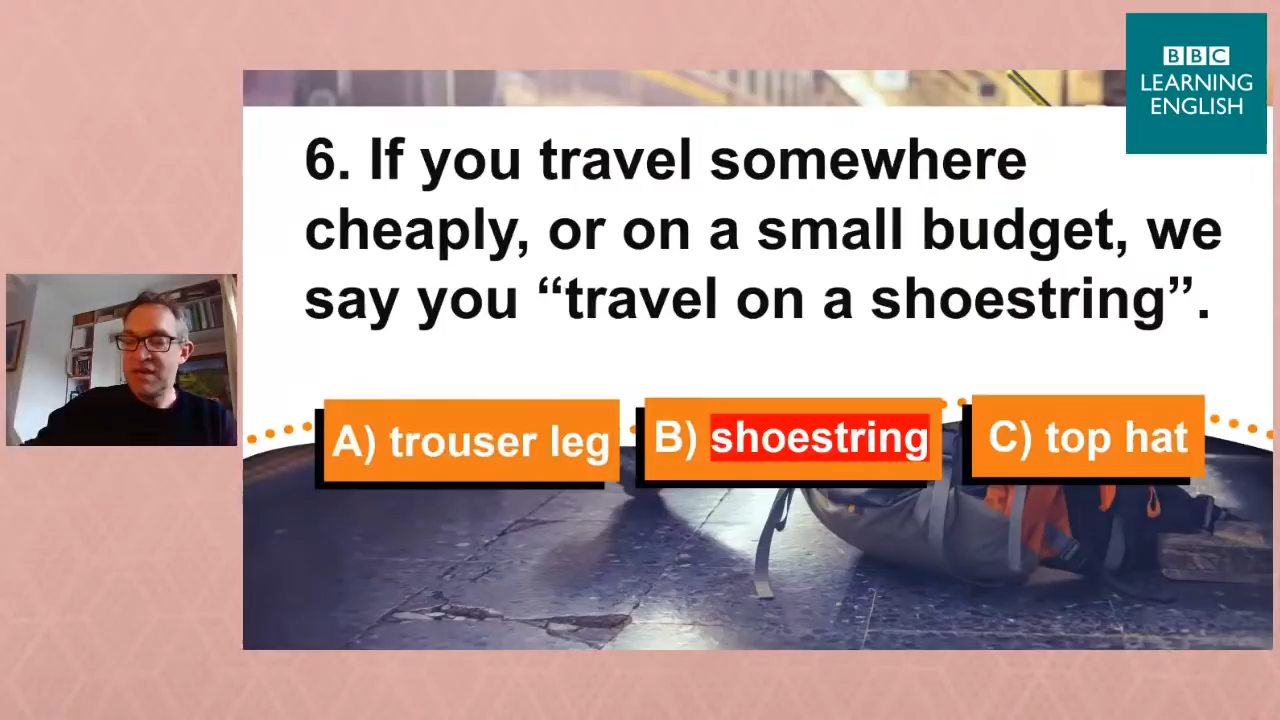 BBC
LEARNING
ENGLISH
6. If you travel somewhere
cheaply, or on a small budget, we
say you “travel on a shoestring”.
A) trouser leg
B) shoestring
C) top hat